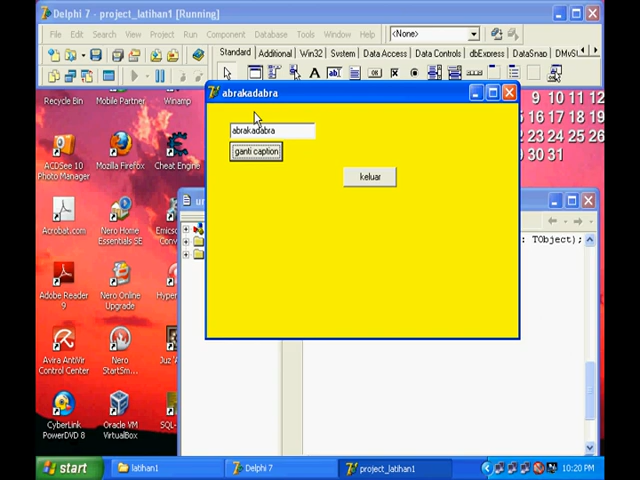 Delphi 7 - project_latihan1 [Running]
File Edit Search View Project Run Component Database Tools Window Help
<None>
Standard Additional Win32 System Data Access Data Controls dbExpress DataSnap
Recycle Bin
Mobile Partner
Winamp
abrakadabra
abrakadabra
ganti caption
keluar
9 10 11 12
16 17 18 19
23 24 25 26
30 31
ACDSee 10
Photo Manager
Mozilla Firefox
Cheat Engine
: TObject);
Acrobat.com
Nero Home
Essentials SE
Adobe Reader
9
Nero Online
Upgrade
Avira AntiVir
Control Center
Nero
StartSm...
CyberLink
PowerDVD 8
Oracle VM
VirtualBox
start
latihan1
Delphi 7
project_latihan1
10:20 PM